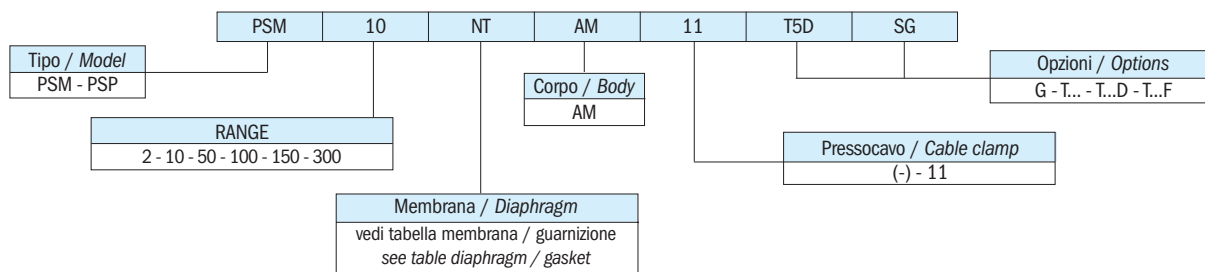 PSM 10 NT AM 11 T5D SG
Tipo / Model
PSM - PSP
Opzioni / Options
G - T... - T...D - T...F
Corpo / Body
AM
RANGE
2 - 10 - 50 - 100 - 150 - 300
Pressocavo / Cable clamp
(-) - 11
Membrana / Diaphragm
vedi tabella membrana / guarnizione
see table diaphragm / gasket